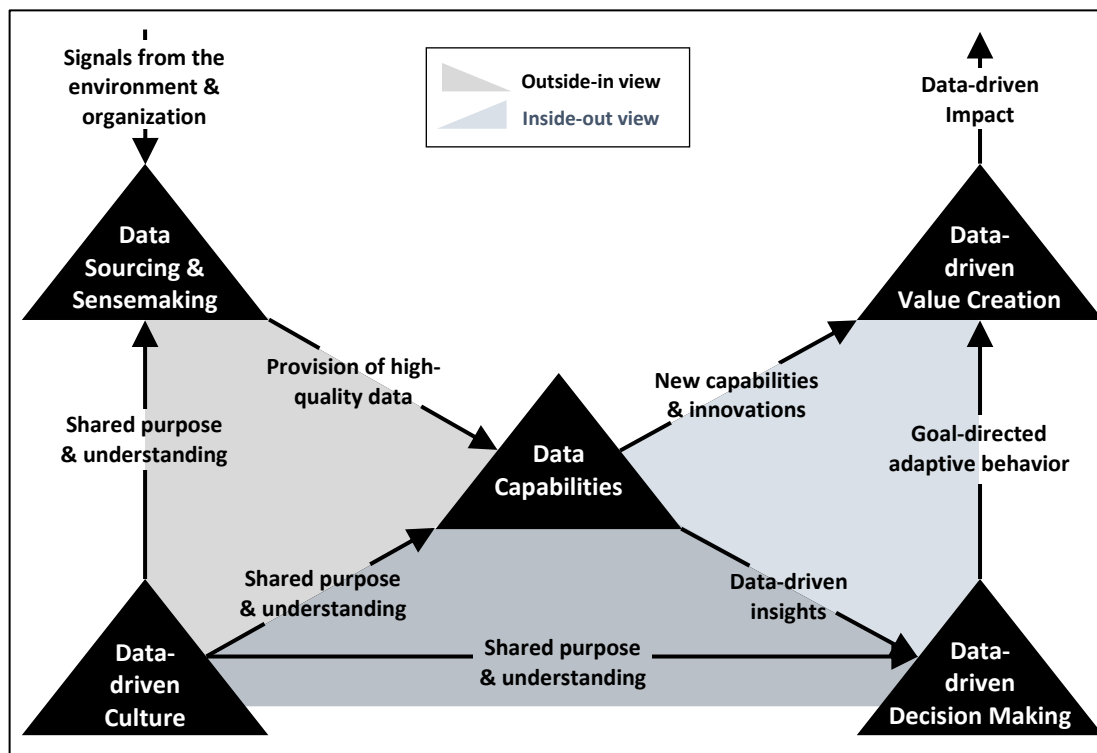 Signals from the
environment &
organization
Outside-in view
Inside-out view
Data-driven
Impact
Data
Sourcing &
Sensemaking
Data-
driven
Value Creation
Provision of high-
quality data
New capabilities
& innovations
Shared purpose
& understanding
Goal-directed
adaptive behavior
Data
Capabilities
Shared purpose
& understanding
Data-driven
insights
Shared purpose
& understanding
Data-
driven
Culture
Data-
driven
Decision Making